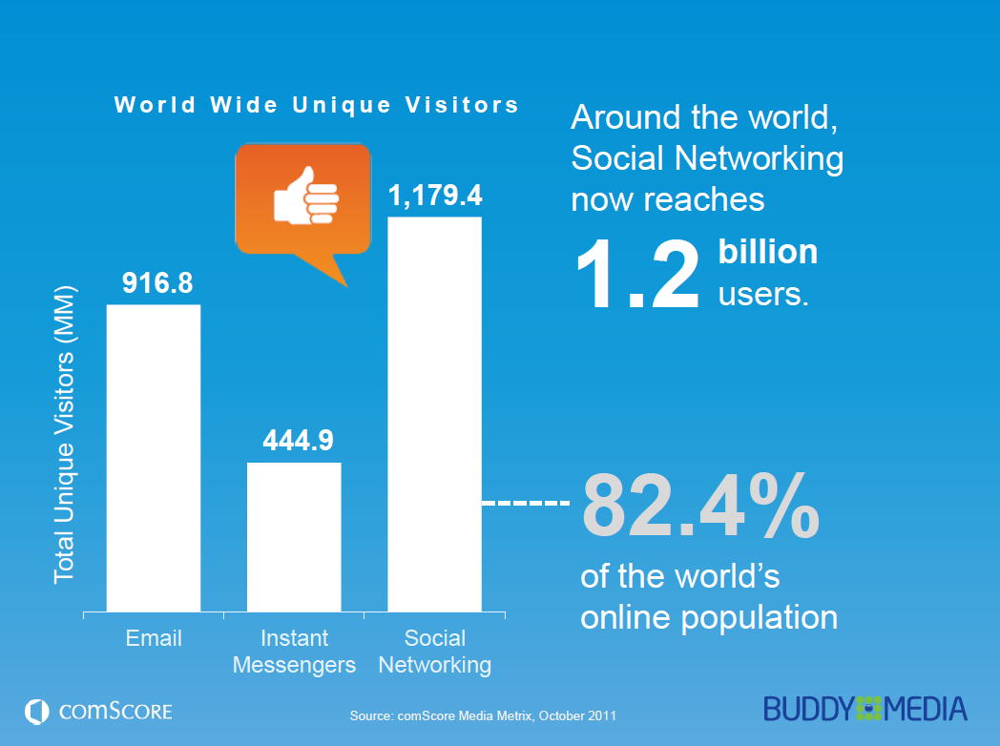 World Wide Unique Visitors
Around the world,
Social Networking
now reaches
1.2 billion
users.
1,179.4
916.8
444.9
Total Unique Visitors (MM)
82.4%
of the world's
online population
Email
Instant
Messengers
Social
Networking
comSCORE
Source: comScore Media Metrix, October 2011
BUDDY MEDIA